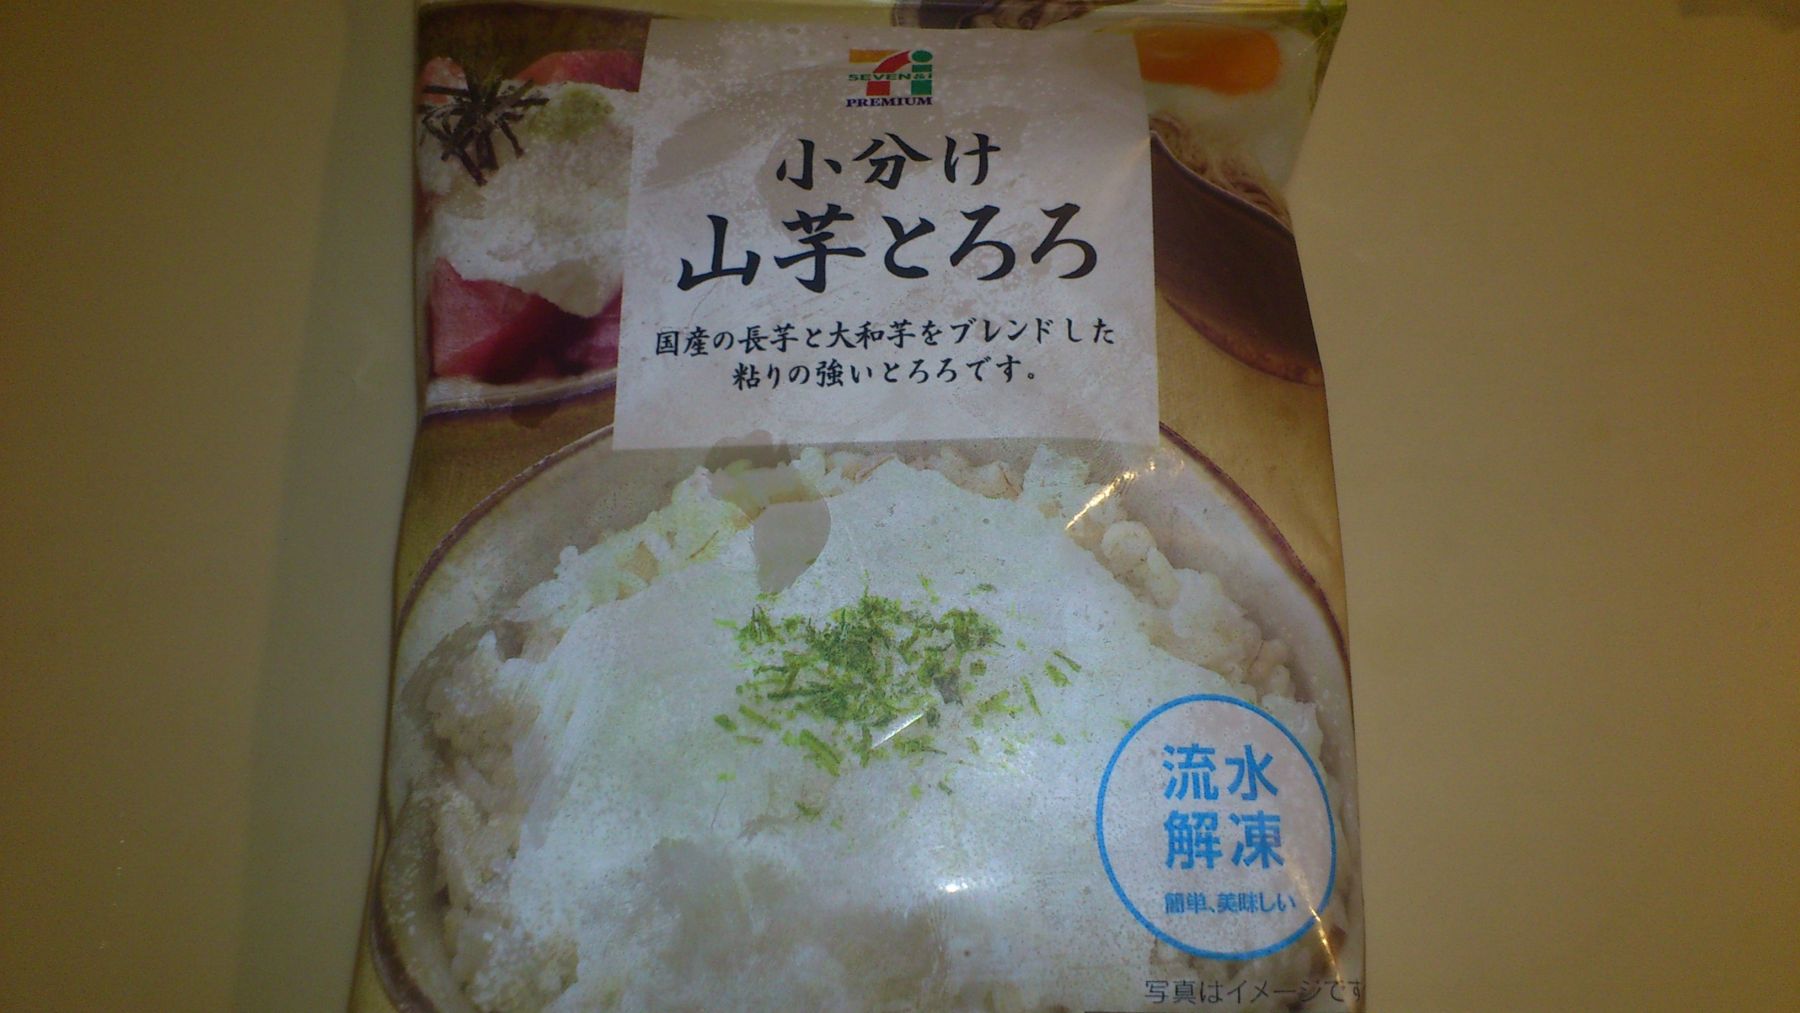 SEVEN&i
PREMIUM
小分け
山芋とろろ
国産の長芋と大和芋をブレンドした
粘りの強いとろろです。
流水
解凍
簡単、美味しい
写真はイメージです